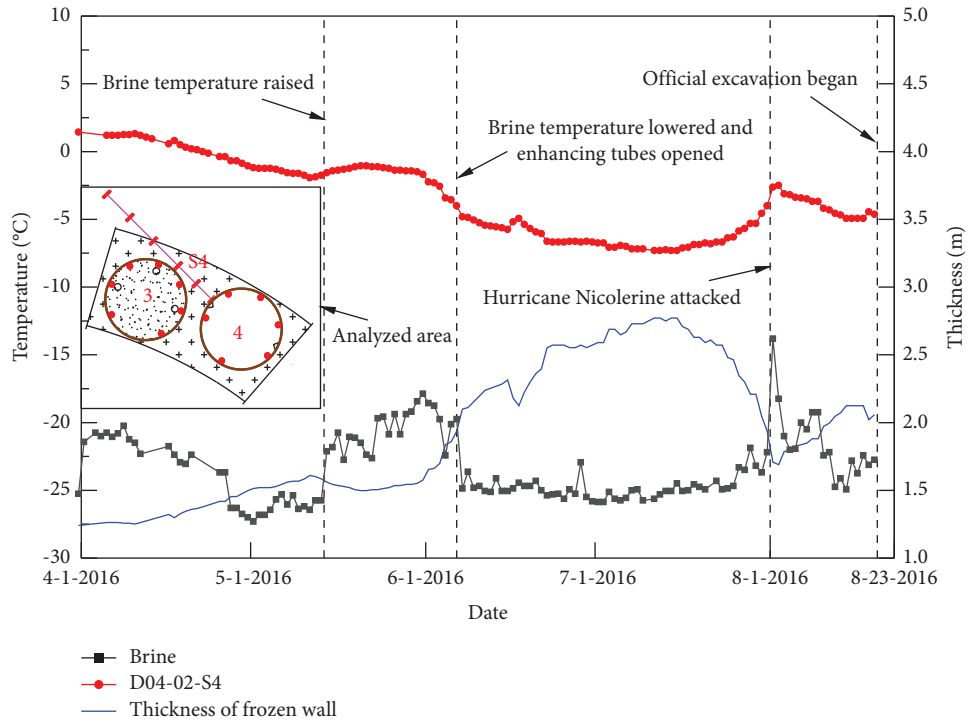 10
5
0
-5
-10
-15
-20
-25
-30
Temperature (°C)
5.0
4.5
4.0
3.5
3.0
2.5
2.0
1.5
1.0
Thickness (m)
Brine temperature raised
Official excavation began
Brine temperature lowered and
enhancing tubes opened
S4
3
4
Hurricane Nicolerine attacked
Analyzed area
4-1-2016
5-1-2016
6-1-2016
7-1-2016
8-1-2016
8-23-2016
Date
Brine
D04-02-S4
Thickness of frozen wall